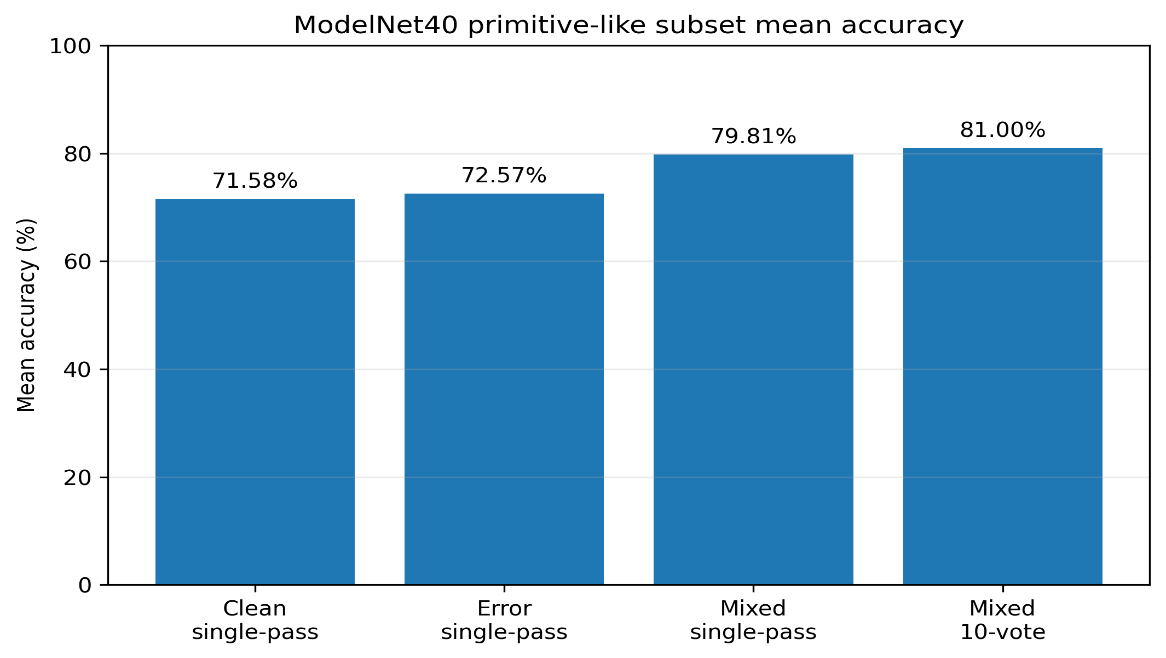 ModelNet40 primitive-like subset mean accuracy
Mean accuracy (%)
100
80
60
40
20
0
71.58%
72.57%
79.81%
81.00%
Clean
single-pass
Error
single-pass
Mixed
single-pass
Mixed
10-vote